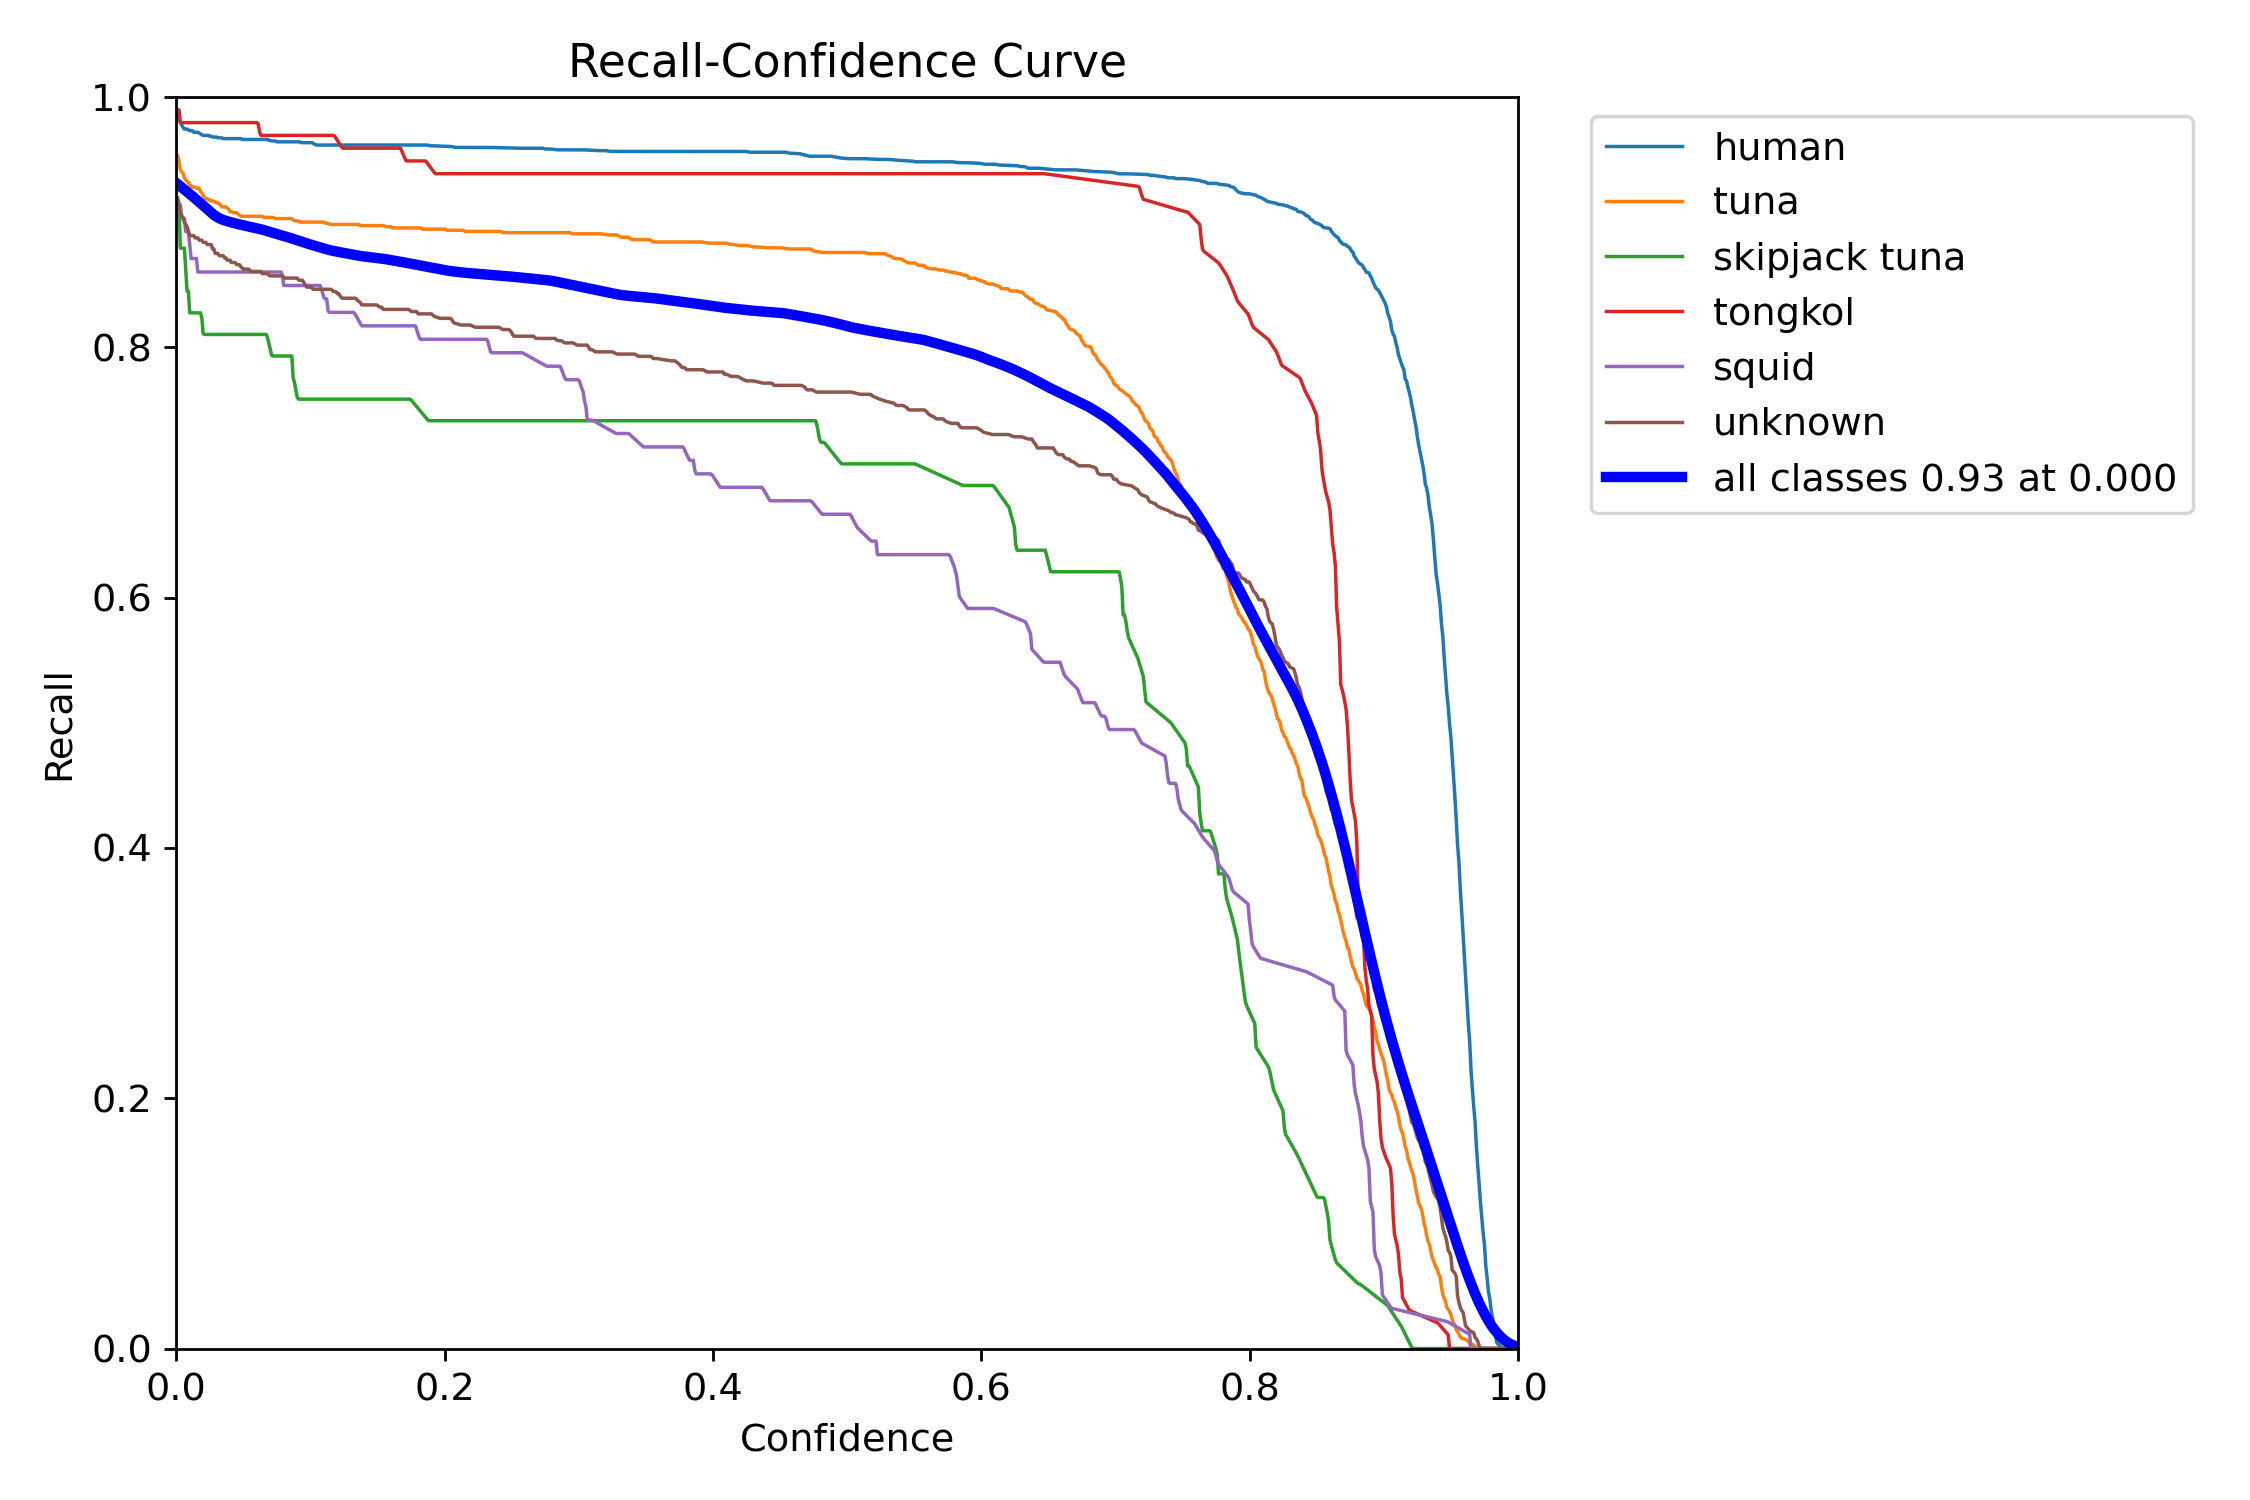 Recall-Confidence Curve
1.0
0.8
0.6
0.4
0.2
0.0
Recall
0.0 0.2 0.4 0.6 0.8 1.0
Confidence
human
tuna
skipjack tuna
tongkol
squid
unknown
all classes 0.93 at 0.000